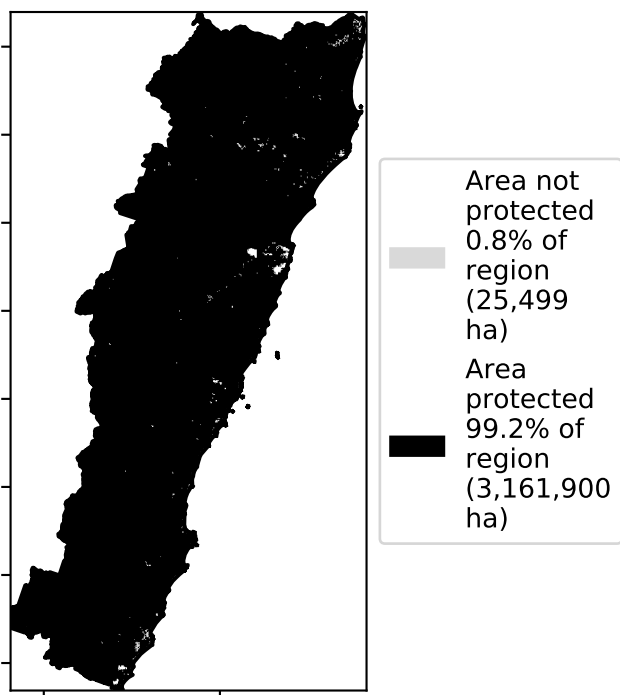 Area not
protected
0.8% of
region
(25,499
ha)
Area
protected
99.2% of
region
(3,161,900
ha)